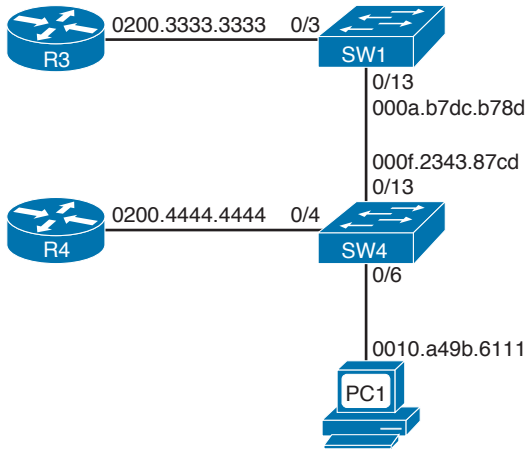 0200.3333.3333 0/3
R3
SW1
0/13
000a.b7dc.b78d
000f.2343.87cd
0/13
0200.4444.4444 0/4
R4
SW4
0/6
0010.a49b.6111
PC1